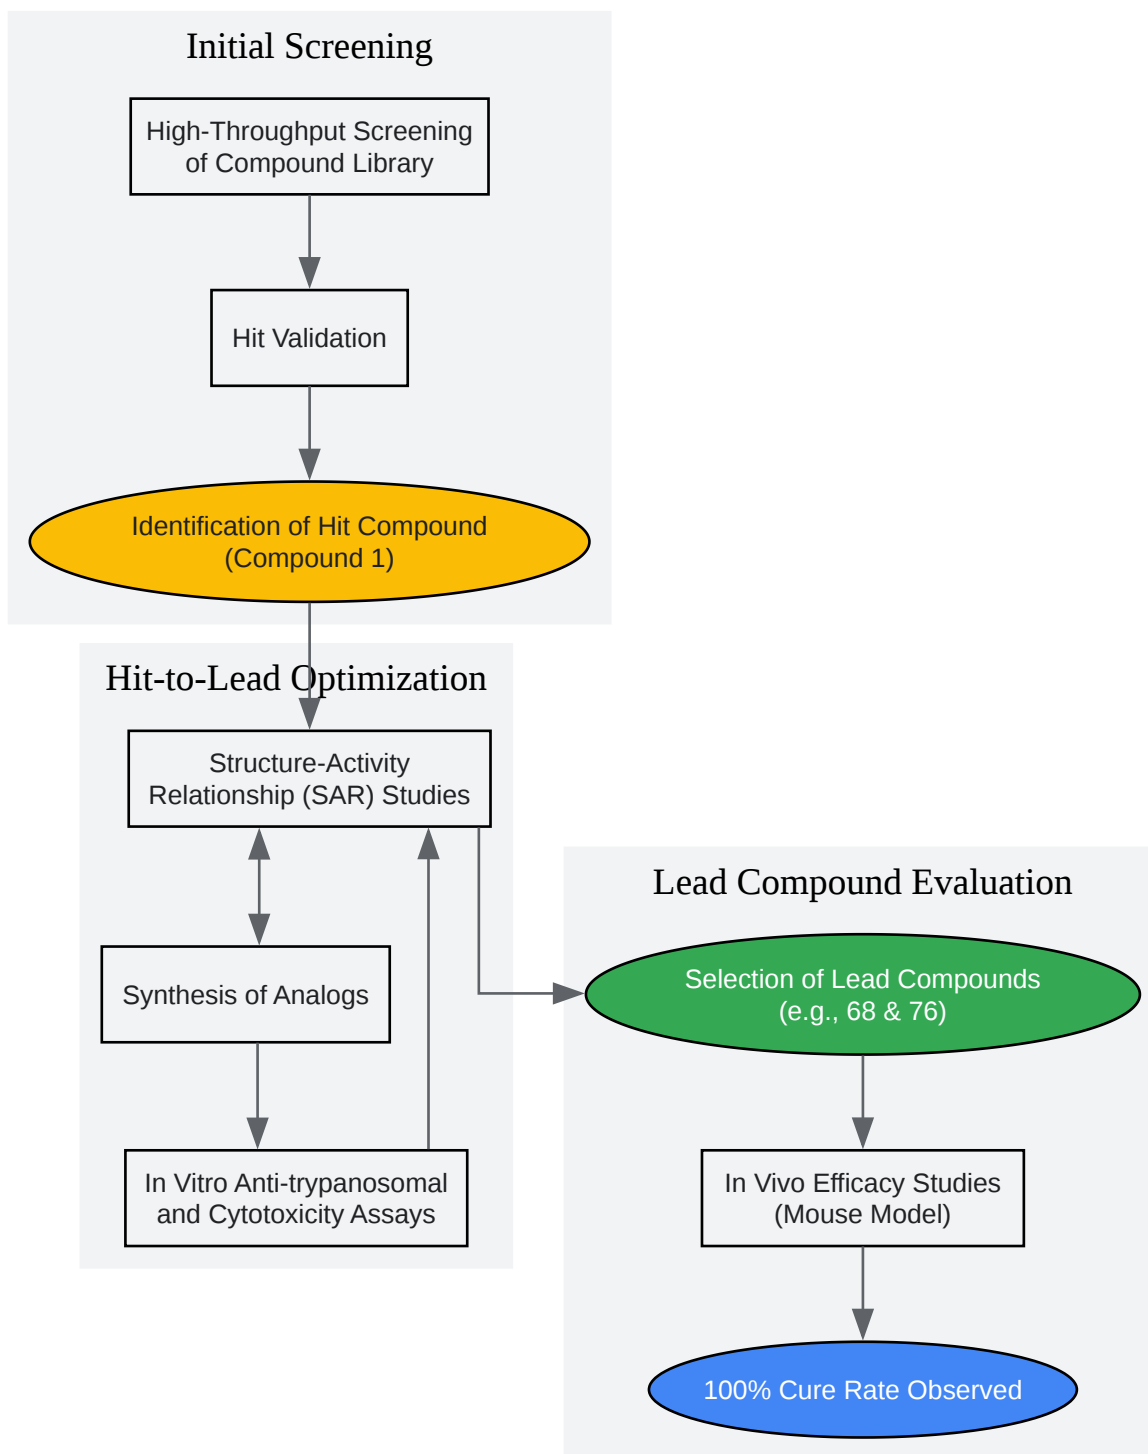 Initial Screening
High-Throughput Screening
of Compound Library
Hit Validation
Identification of Hit Compound
(Compound 1)
Hit-to-Lead Optimization
Structure-Activity
Relationship (SAR) Studies
Synthesis of Analogs
In Vitro Anti-trypanosomal
and Cytotoxicity Assays
Lead Compound Evaluation
Selection of Lead Compounds
(e.g., 68 & 76)
In Vivo Efficacy Studies
(Mouse Model)
100% Cure Rate Observed